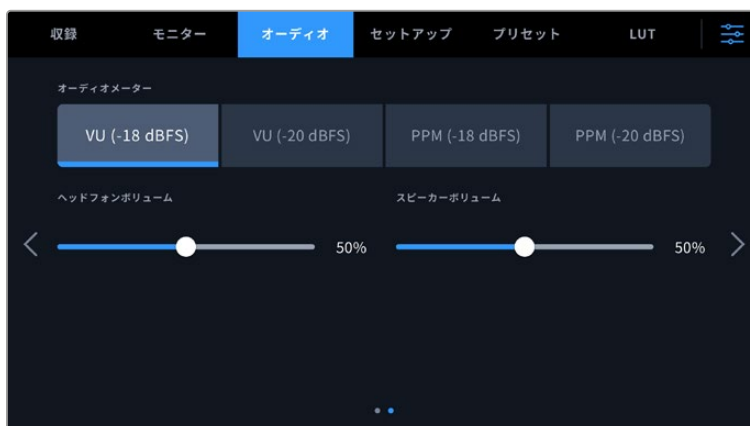 収録 モニター オーディオ セットアップ プリセット LUT
オーディオメーター
VU (-18 dBFS) VU (-20 dBFS) PPM (-18 dBFS) PPM (-20 dBFS)
ヘッドフォンボリューム スピーカーボリューム
50% 50%